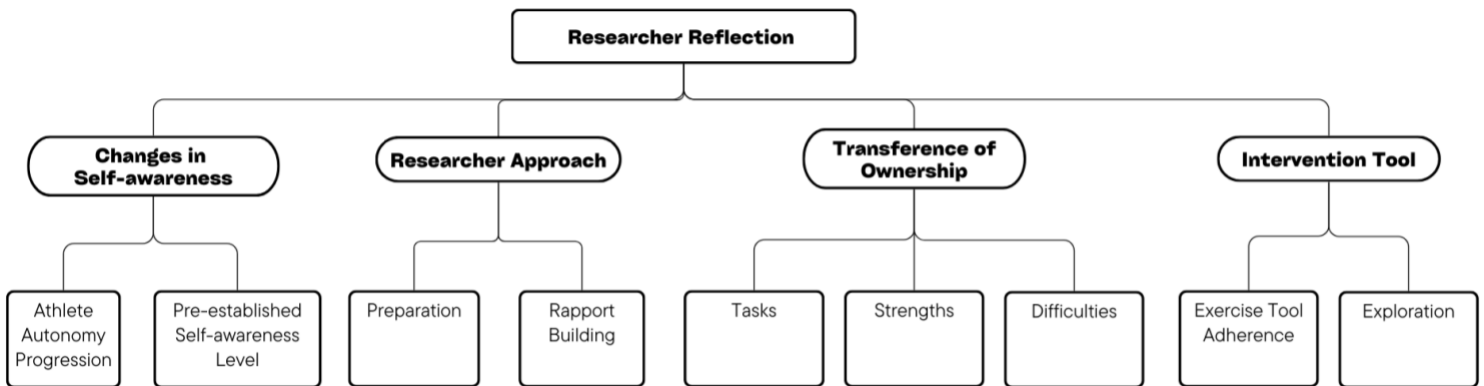 Researcher Reflection
Changes in
Self-awareness
Researcher Approach
Transference of
Ownership
Intervention Tool
Athlete
Autonomy
Progression
Pre-established
Self-awareness
Level
Preparation
Rapport
Building
Tasks
Strengths
Difficulties
Exercise Tool
Adherence
Exploration